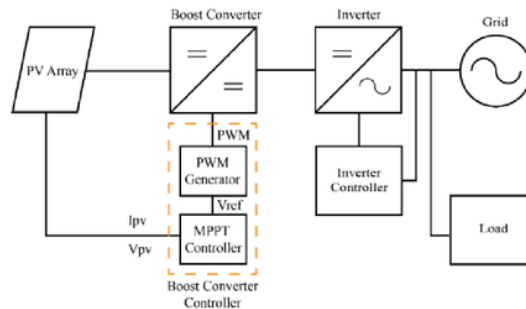 Boost Converter
Inverter
Grid
PV Array
PWM
PWM
Generator
Inverter
Controller
Vref
Ipv
MPPT
Controller
Vpv
Load
Boost Converter
Controller